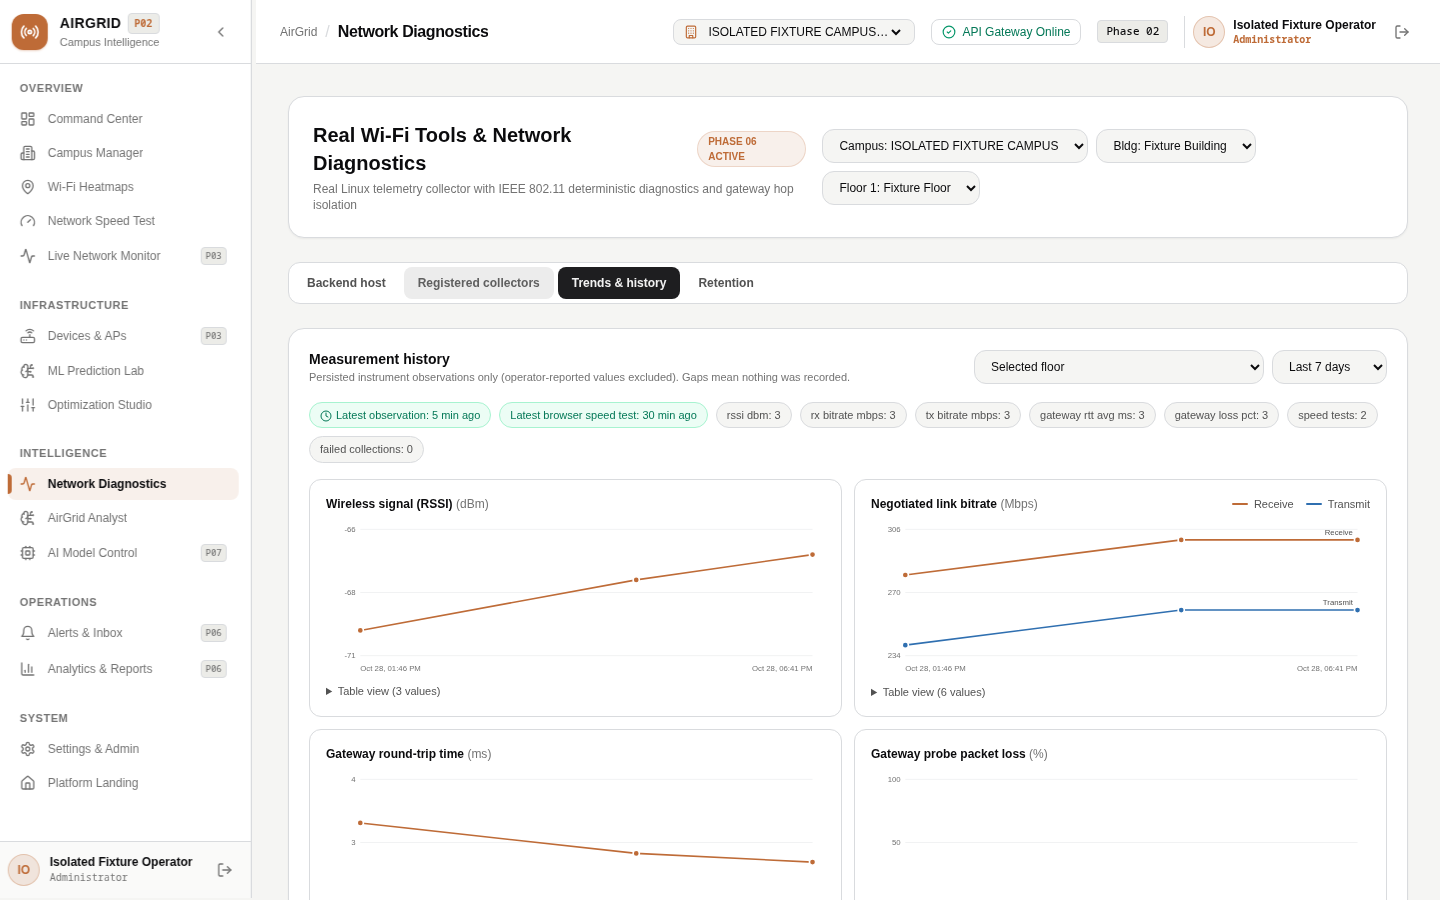 AIRGRID P02
Campus Intelligence
OVERVIEW
Command Center
Campus Manager
Wi-Fi Heatmaps
Network Speed Test
Live Network Monitor P03
INFRASTRUCTURE
Devices & APs P03
ML Prediction Lab
Optimization Studio
INTELLIGENCE
Network Diagnostics
AirGrid Analyst
AI Model Control P07
OPERATIONS
Alerts & Inbox P06
Analytics & Reports P06
SYSTEM
Settings & Admin
Platform Landing
IO Isolated Fixture Operator
Administrator
AirGrid / Network Diagnostics
ISOLATED FIXTURE CAMPUS...
API Gateway Online
Phase 02
IO Isolated Fixture Operator
Administrator
Real Wi-Fi Tools & Network
Diagnostics
Real Linux telemetry collector with IEEE 802.11 deterministic diagnostics and gateway hop
isolation
PHASE 06
ACTIVE
Campus: ISOLATED FIXTURE CAMPUS
Bldg: Fixture Building
Floor 1: Fixture Floor
Backend host Registered collectors Trends & history Retention
Measurement history
Persisted instrument observations only (operator-reported values excluded). Gaps mean nothing was recorded.
Selected floor
Last 7 days
Latest observation: 5 min ago Latest browser speed test: 30 min ago rssi dbm: 3 rx bitrate mbps: 3 tx bitrate mbps: 3 gateway rtt avg ms: 3 gateway loss pct: 3 speed tests: 2
failed collections: 0
Wireless signal (RSSI) (dBm)
-66
-68
-71
Oct 28, 01:46 PM Oct 28, 06:41 PM
Table view (3 values)
Negotiated link bitrate (Mbps) Receive Transmit
306
Receive
270
Transmit
234
Oct 28, 01:46 PM Oct 28, 06:41 PM
Table view (6 values)
Gateway round-trip time (ms)
4
3
Gateway probe packet loss (%)
100
50